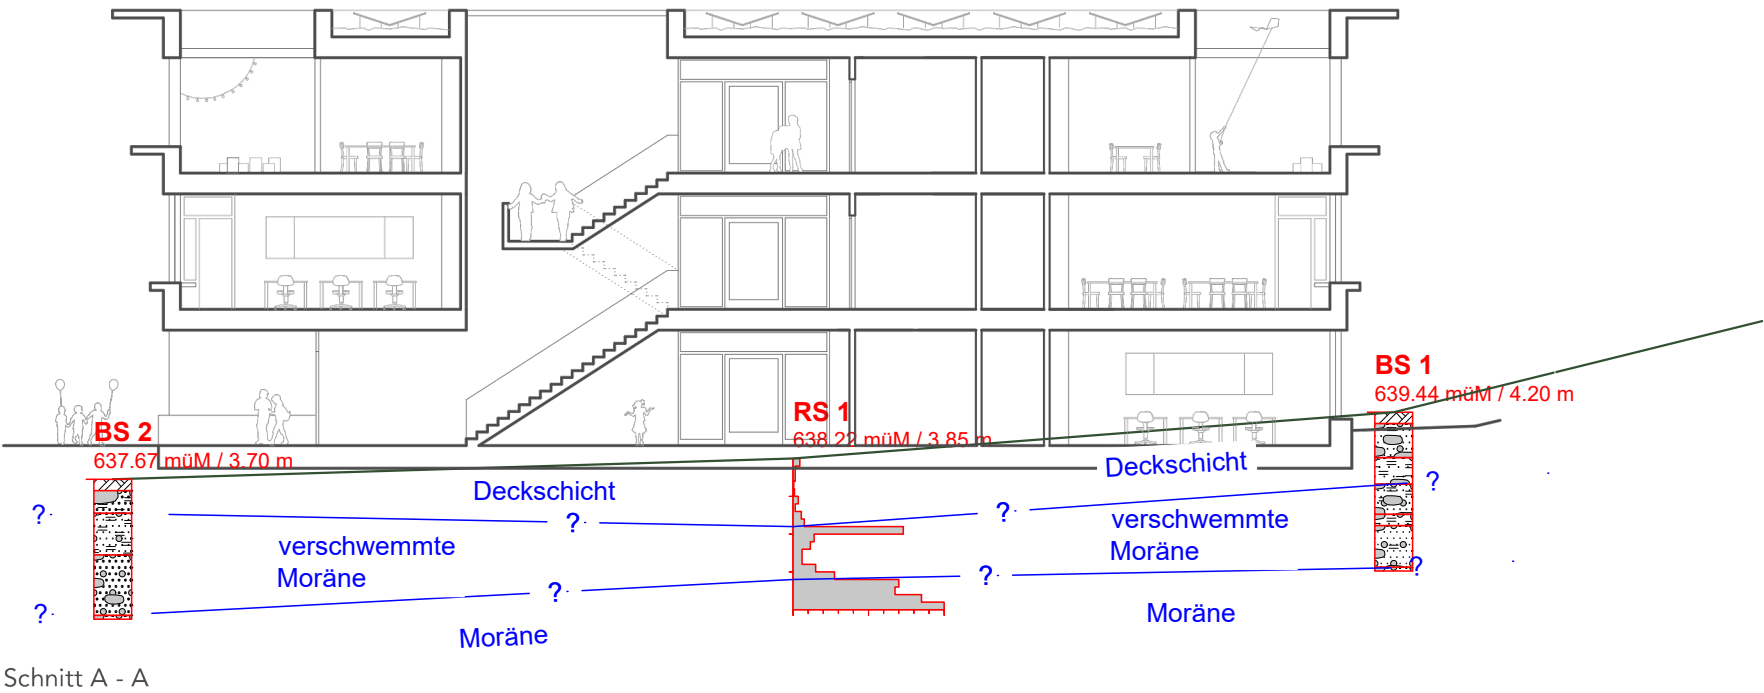 BS 1
639.44 müM / 4.20 m
RS 1
638.22 müM / 3.85 m
BS 2
637.67 müM / 3.70 m
Deckschicht
Deckschicht
?
?
?
?
verschwemmte
Moräne
verschwemmte
Moräne
?
?
?
?
Moräne
Moräne
Schnitt A - A